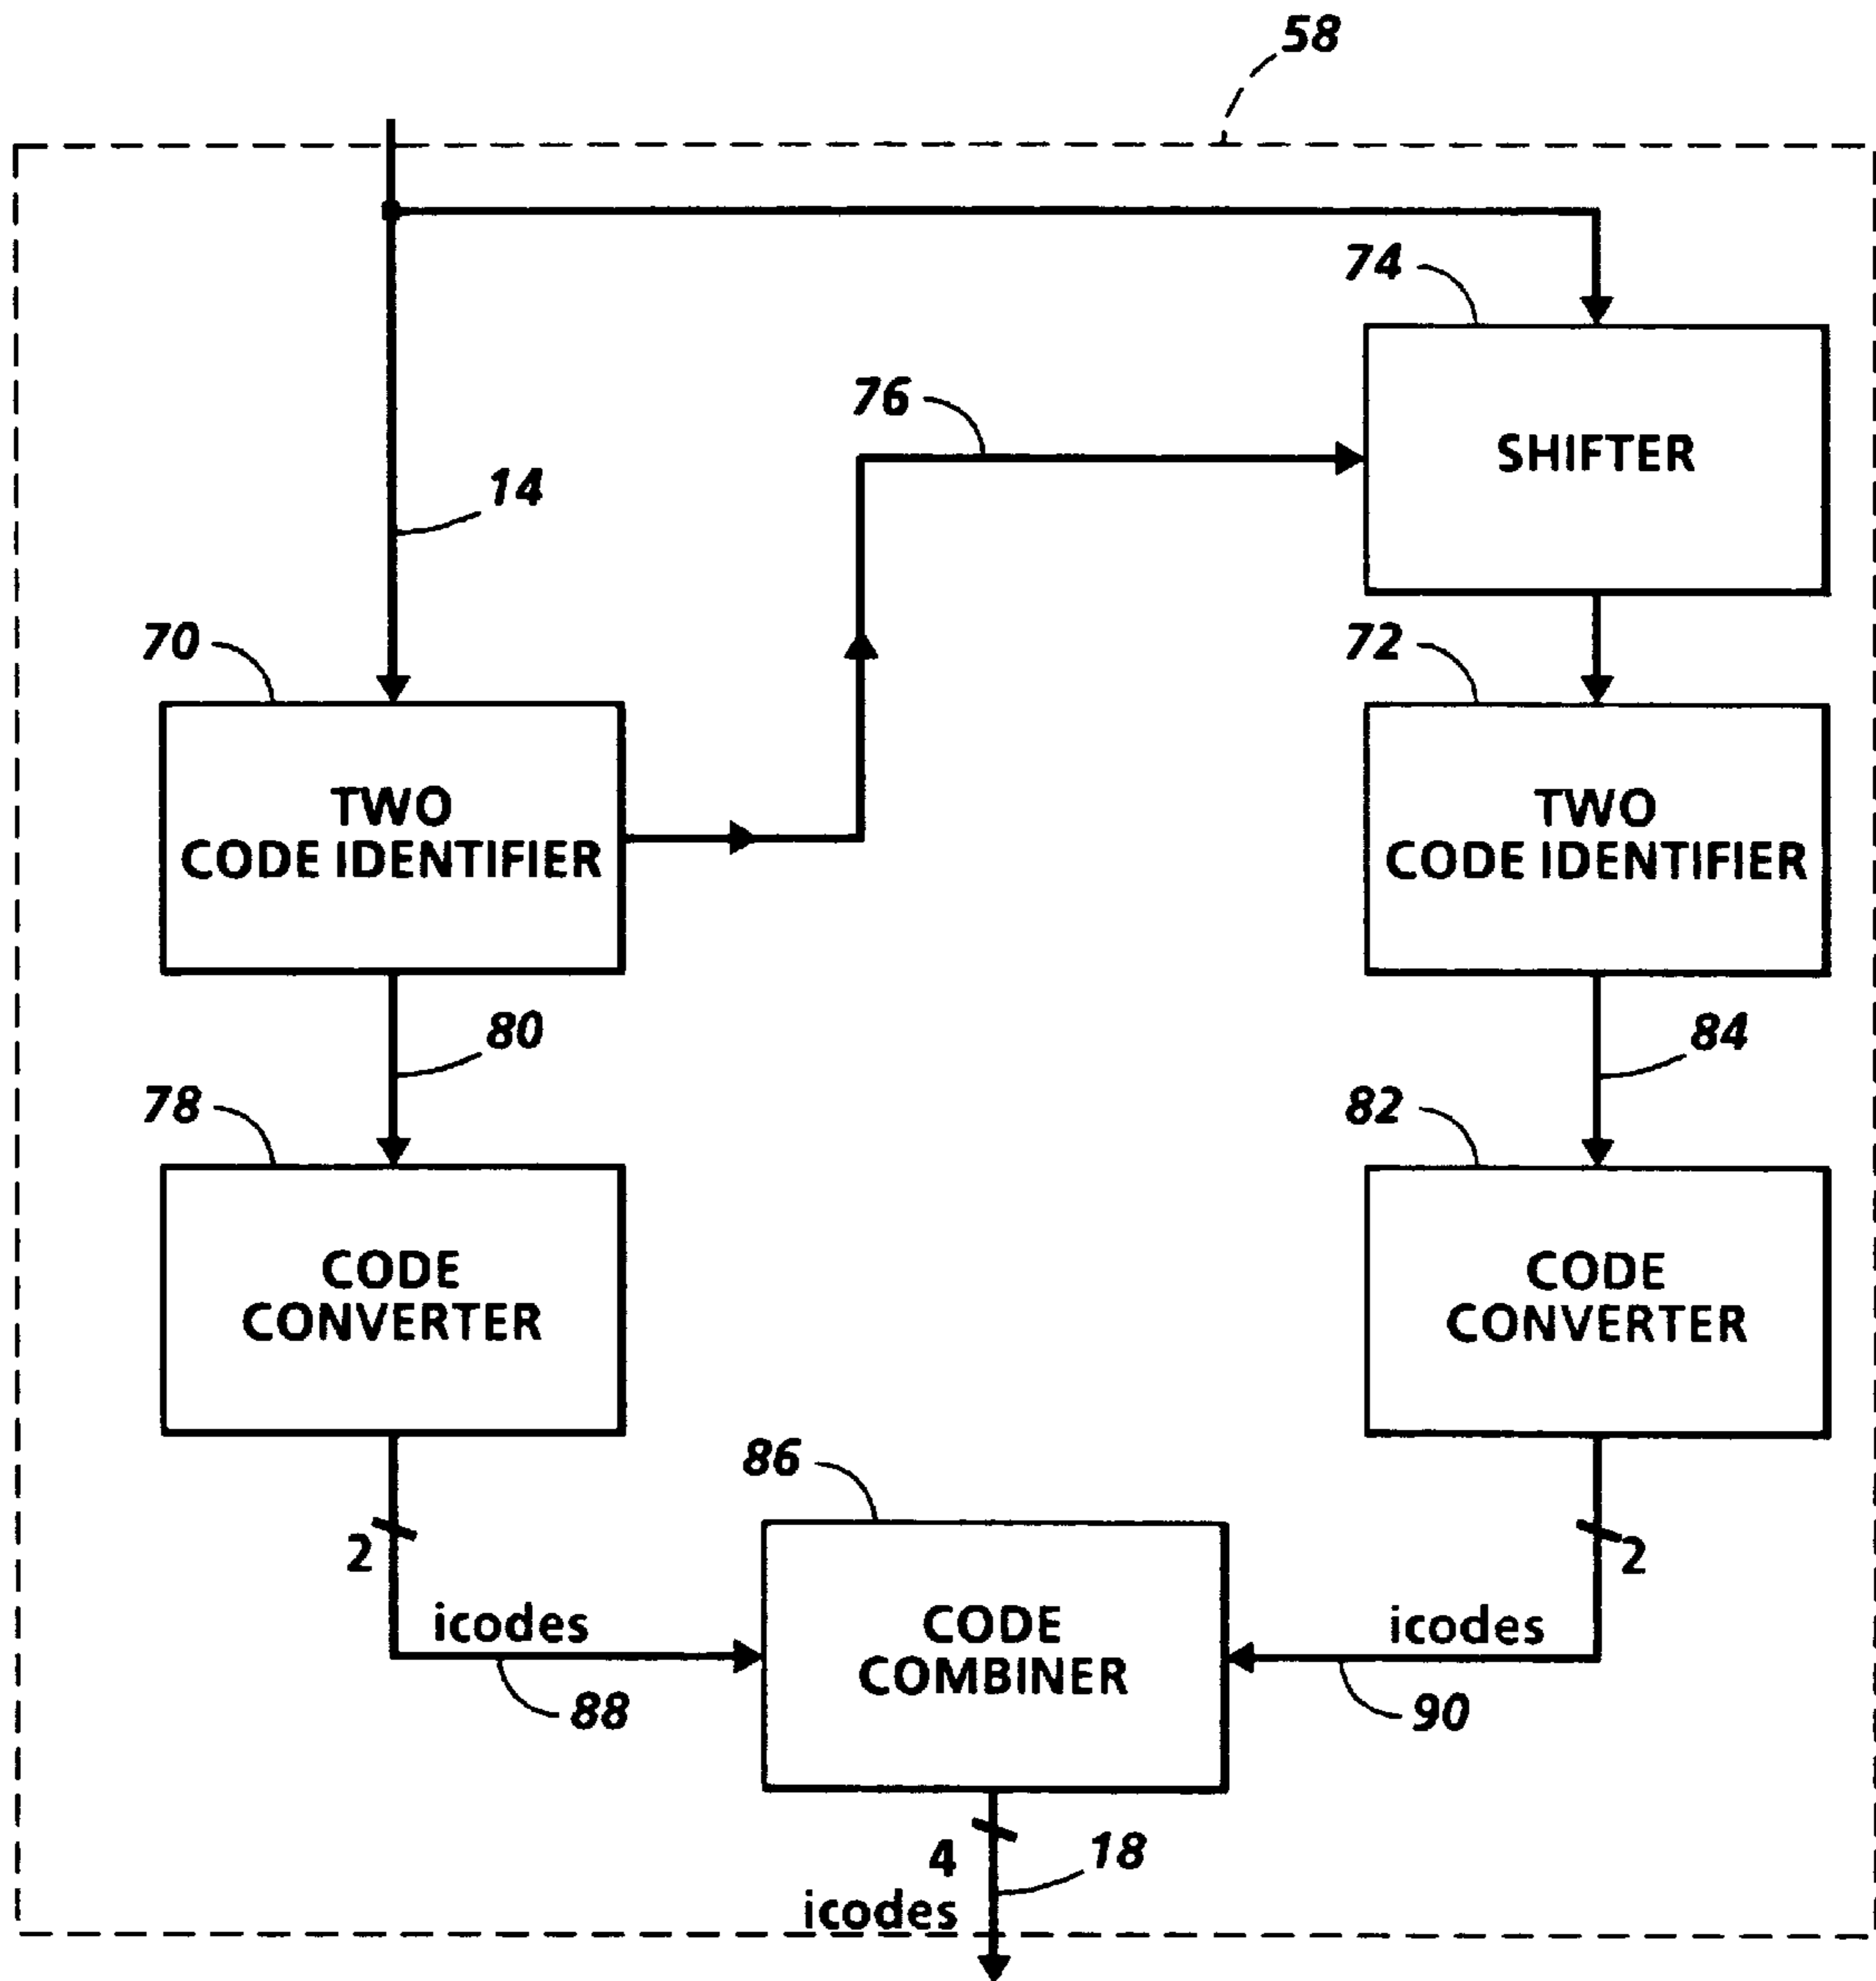 58
74
SHIFTER
76
14
70
TWO
CODE IDENTIFIER
72
TWO
CODE IDENTIFIER
80
84
78
CODE
CONVERTER
82
CODE
CONVERTER
86
CODE
COMBINER
2
icodes
88
2
icodes
90
4
icodes
18